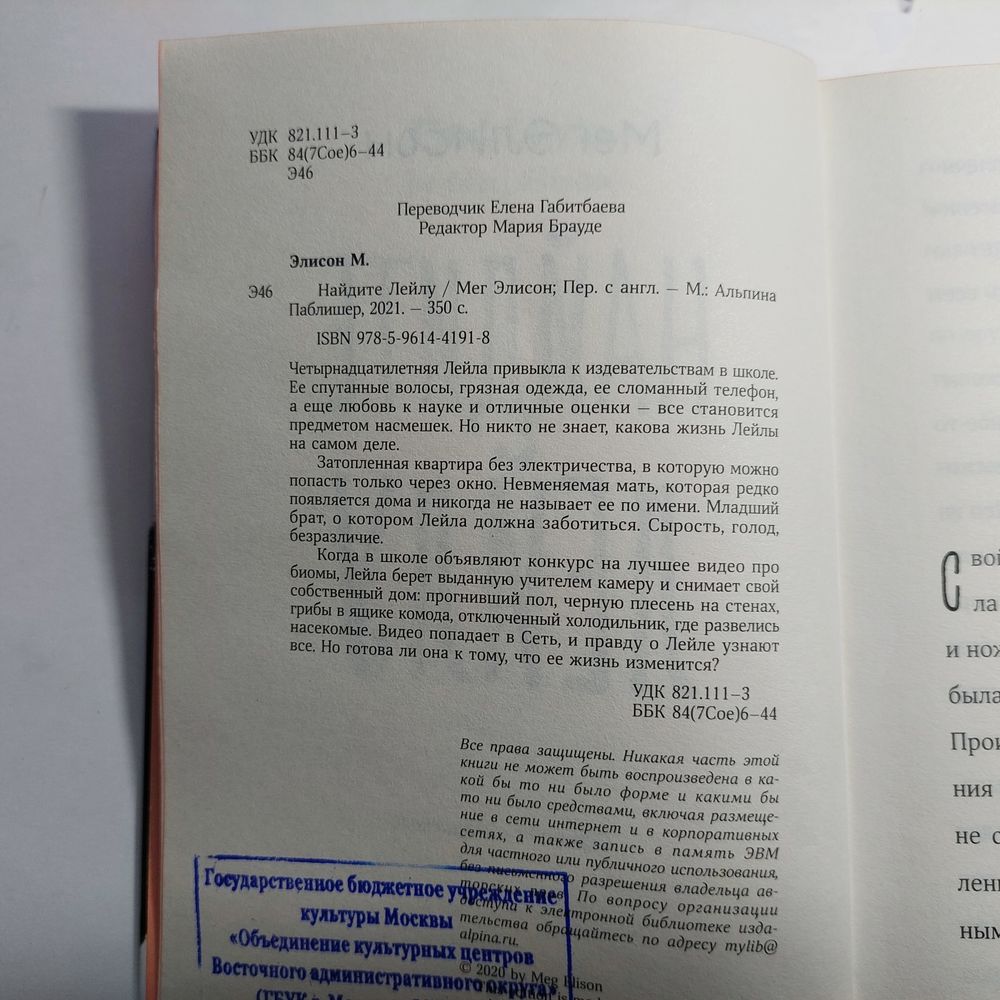 УДК 821.111–3
ББК 84(7Сое)6–44
Э46
Переводчик Елена Габитбаева
Редактор Мария Брауде
Элисон М.
Э46 Найдите Лейлу / Мег Элисон; Пер. с англ. — М.: Альпина
Паблишер, 2021. — 350 с.
ISBN 978-5-9614-4191-8
Четырнадцатилетняя Лейла привыкла к издевательствам в школе.
Ее спутанные волосы, грязная одежда, ее сломанный телефон,
а еще любовь к науке и отличные оценки — все становится
предметом насмешек. Но никто не знает, какова жизнь Лейлы
на самом деле.
Затопленная квартира без электричества, в которую можно
попасть только через окно. Невменяемая мать, которая редко
появляется дома и никогда не называет ее по имени. Младший
брат, о котором Лейла должна заботиться. Сырость, голод,
безразличие.
Когда в школе объявляют конкурс на лучшее видео про
биомы, Лейла берет выданную учителем камеру и снимает свой
собственный дом: прогнивший пол, черную плесень на стенах,
грибы в ящике комода, отключенный холодильник, где развелись
насекомые. Видео попадает в Сеть, и правду о Лейле узнают
все. Но готова ли она к тому, что ее жизнь изменится?
УДК 821.111–3
ББК 84(7Сое)6–44
Все права защищены. Никакая часть этой
книги не может быть воспроизведена в ка-
кой бы то ни было форме и какими бы
то ни было средствами, включая размеще-
ние в сети интернет и в корпоративных
сетях, а также запись в память ЭВМ
для частного или публичного использования,
без письменного разрешения владельца ав-
торских прав. По вопросу организации
доступа к электронной библиотеке изда-
тельства обращайтесь по адресу mylib@
alpina.ru.
© 2020 by Meg Elison
Государственное бюджетное учреждение
культуры Москвы
«Объединение культурных центров
Восточного административного округа»
вой
ла
и нож
была
Прои
ния
не с
лен
ным